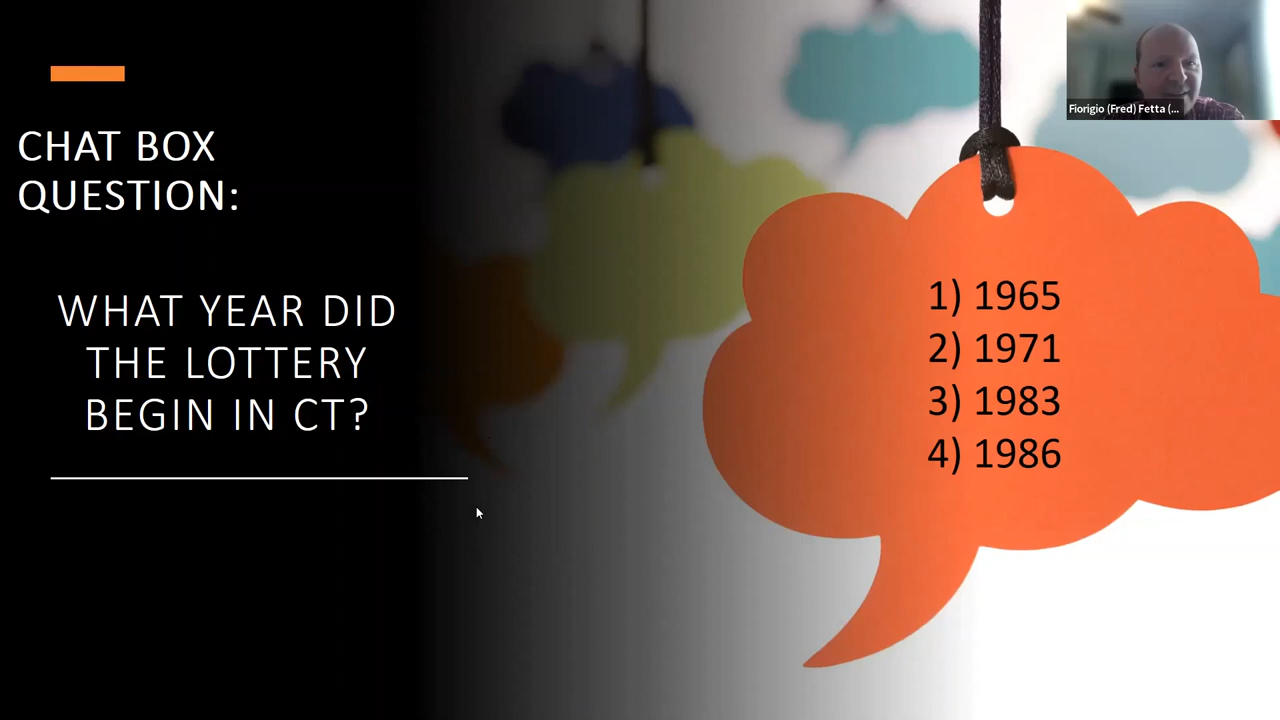 CHAT BOX
QUESTION:
WHAT YEAR DID
THE LOTTERY
BEGIN IN CT?
1) 1965
2) 1971
3) 1983
4) 1986
Fiorigio (Fred) Fetta (...